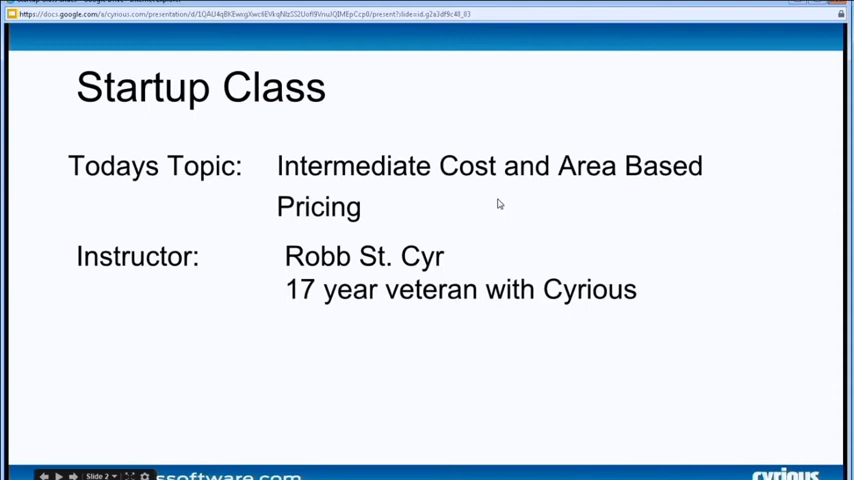 Startup Class
Todays Topic: Intermediate Cost and Area Based
Pricing
Instructor: Robb St. Cyr
17 year veteran with Cyrious
Slide 2
ssoftware.com
cyrious